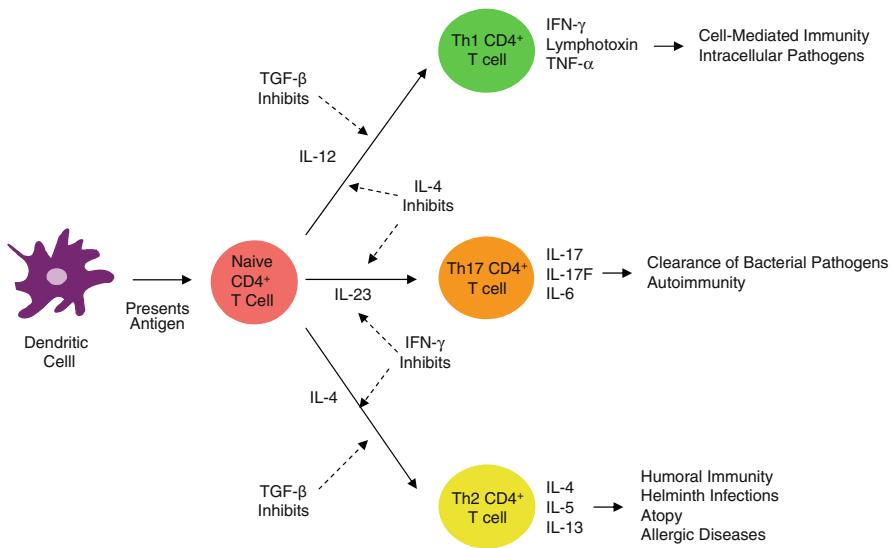 Th1 CD4⁺
T cell
IFN-γ
Lymphotoxin
TNF-α
Cell-Mediated Immunity
Intracellular Pathogens
TGF-β
Inhibits
IL-12
IL-4
Inhibits
Dendritic
Celll
Presents
Antigen
Naive
CD4⁺
T Cell
IL-23
Th17 CD4⁺
T cell
IL-17
IL-17F
IL-6
Clearance of Bacterial Pathogens
Autoimmunity
IFN-γ
Inhibits
IL-4
TGF-β
Inhibits
Th2 CD4⁺
T cell
IL-4
IL-5
IL-13
Humoral Immunity
Helminth Infections
Atopy
Allergic Diseases